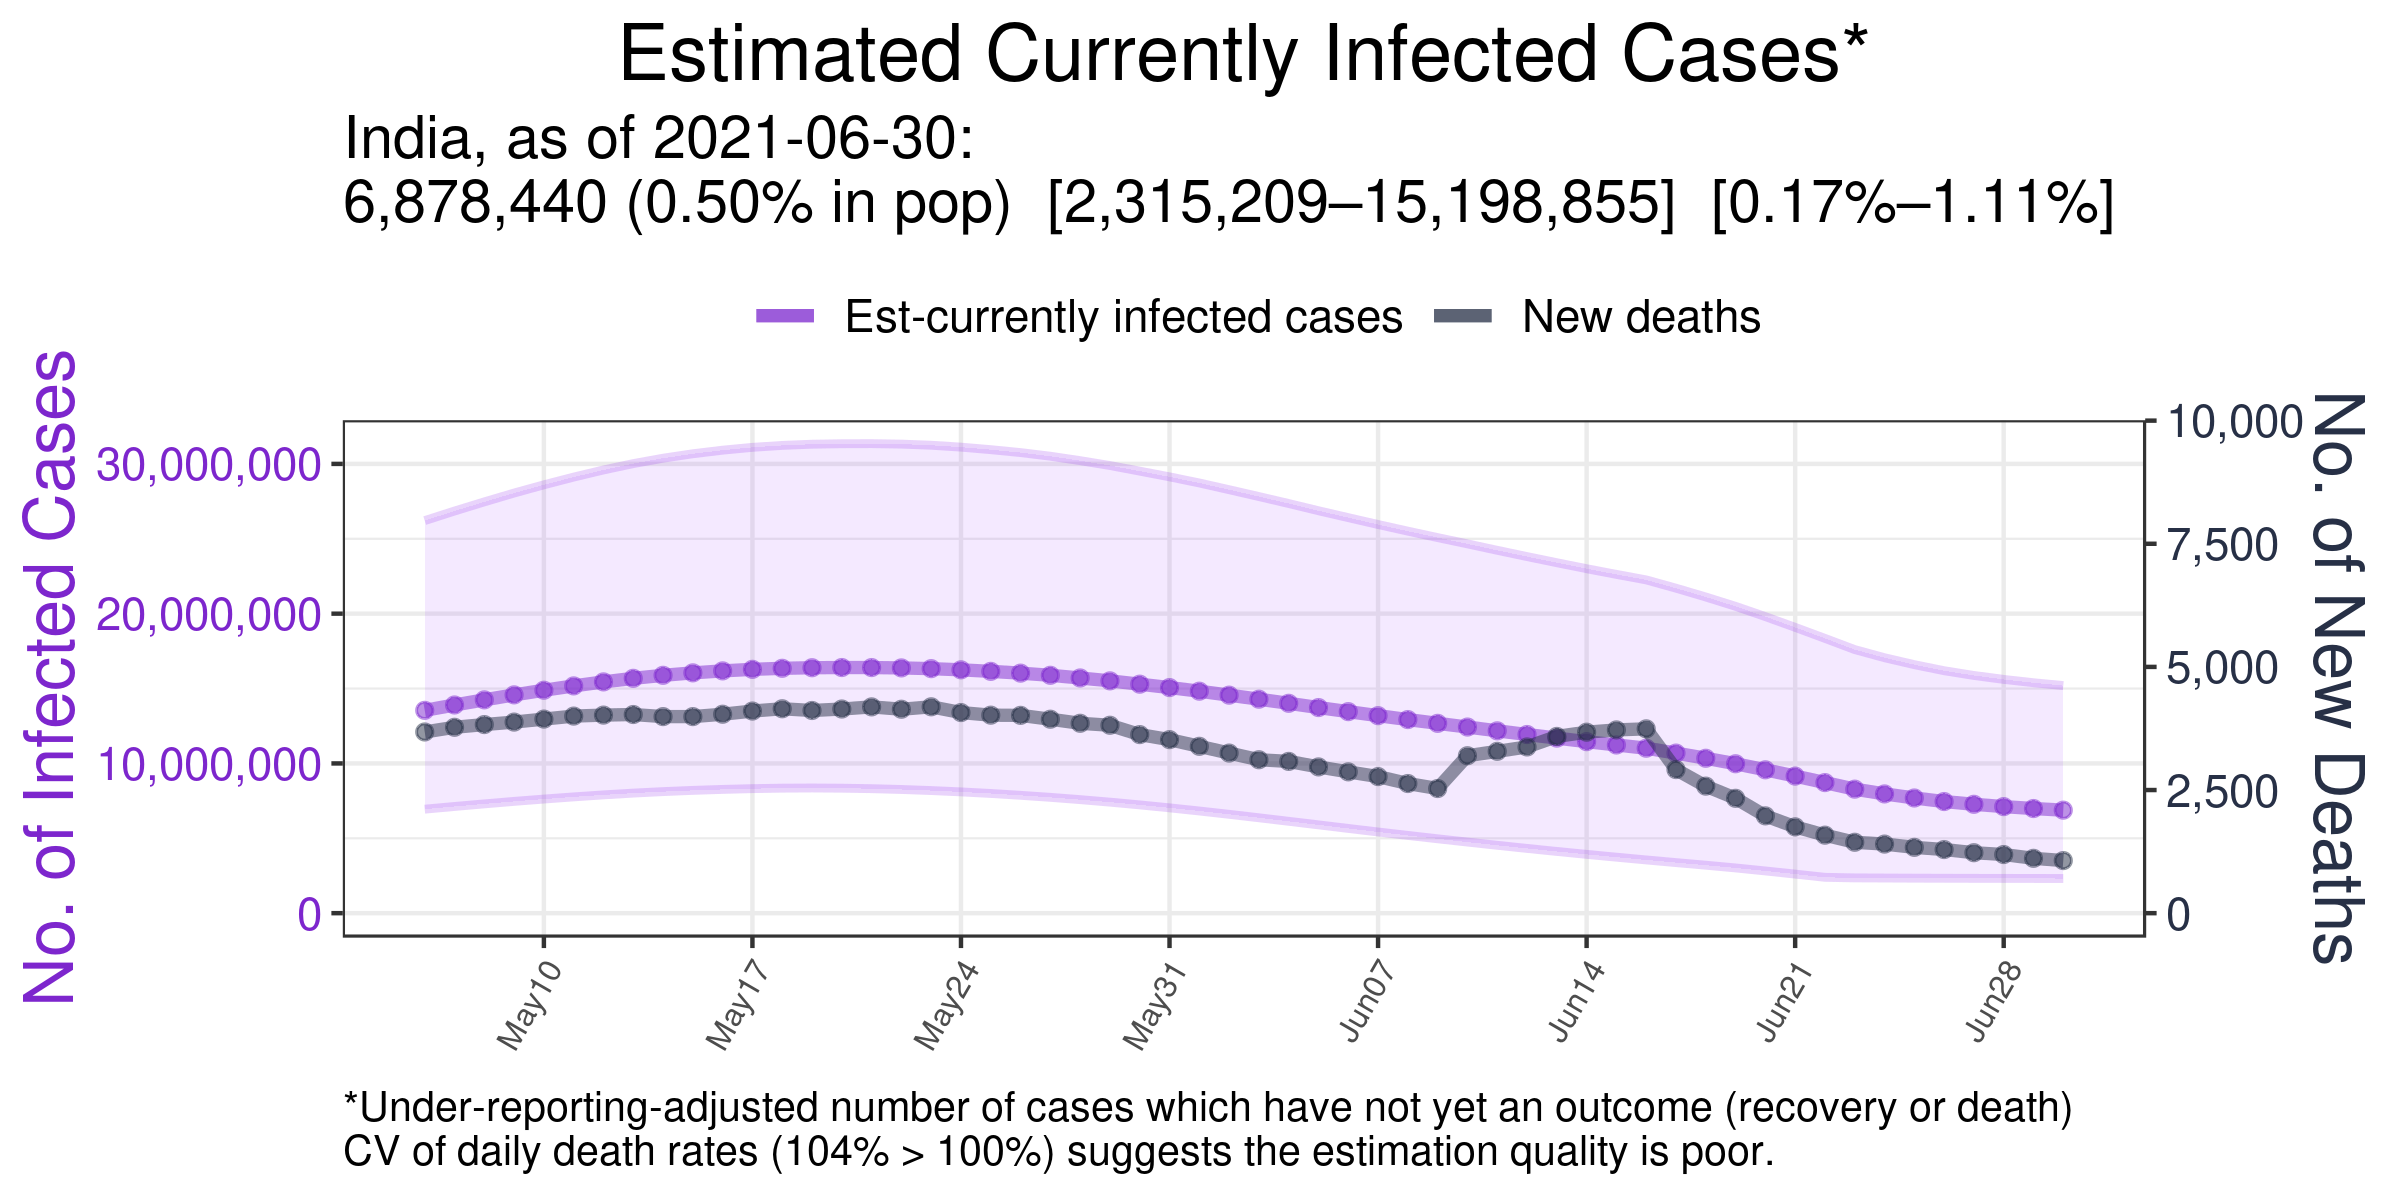 Estimated Currently Infected Cases*
India, as of 2021-06-30:
6,878,440 (0.50% in pop)  [2,315,209–15,198,855]  [0.17%–1.11%]
Est-currently infected cases
New deaths
No. of Infected Cases
30,000,000
20,000,000
10,000,000
0
10,000
7,500
5,000
2,500
0
No. of New Deaths
May10
May17
May24
May31
Jun07
Jun14
Jun21
Jun28
*Under-reporting-adjusted number of cases which have not yet an outcome (recovery or death)
CV of daily death rates (104% > 100%) suggests the estimation quality is poor.